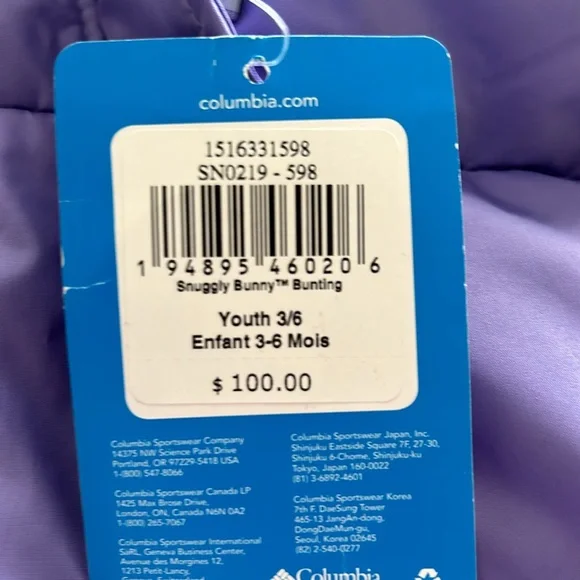 columbia.com
1516331598
SN0219 - 598
1 94895 46020 6
Snuggly Bunny™ Bunting
Youth 3/6
Enfant 3-6 Mois
$ 100.00
Columbia Sportswear Company
14375 NW Science Park Drive
Portland, OR 97229-5418 USA
1-(800) 547-8066
Columbia Sportswear Canada LP
1425 Max Brose Drive,
London, ON, Canada N6N 0A2
1-(800) 265-7067
Columbia Sportswear International
SàRL, Geneva Business Center,
Avenue des Morgines 12,
1213 Petit-Lancy,
Geneva, Switzerland
Columbia Sportswear Japan, Inc.
Shinjuku Eastside Square 7F, 27-30,
Shinjuku 6-Chome, Shinjuku-ku
Tokyo, Japan 160-0022
(81) 3-6892-4601
Columbia Sportswear Korea
7th F. DaeSung Tower
465-13 JangAn-dong,
DongDaeMun-gu,
Seoul, Korea 02645
(82) 2-540-0277
Columbia